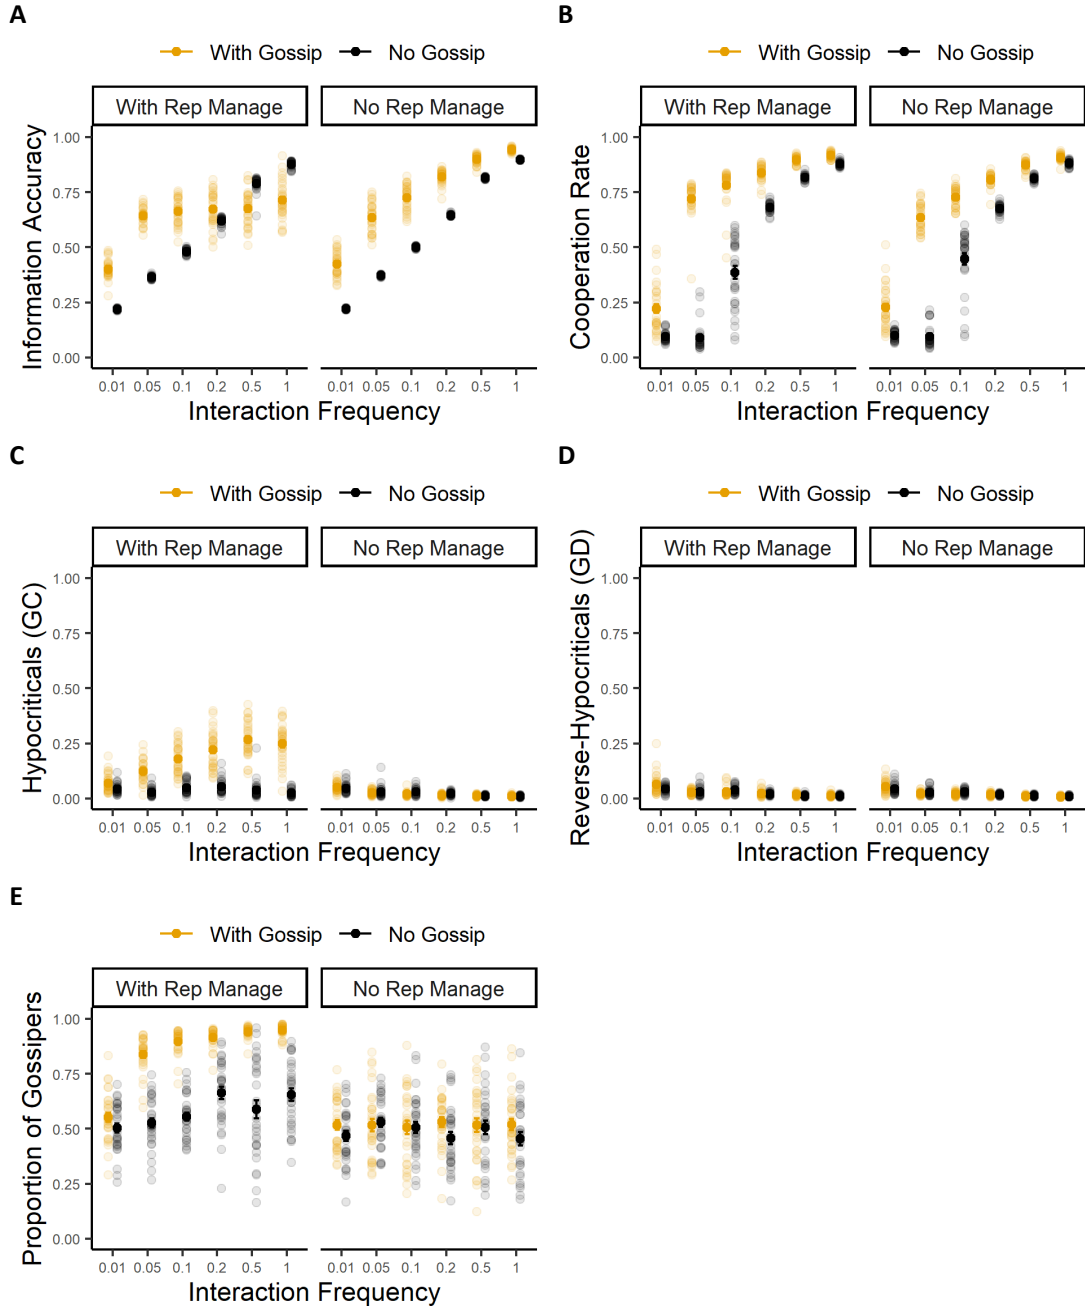 A
With Gossip No Gossip
With Rep Manage No Rep Manage
Information Accuracy
1.00
0.75
0.50
0.25
0.00
0.01 0.05 0.1 0.2 0.5 1 0.01 0.05 0.1 0.2 0.5 1
Interaction Frequency
B
With Gossip No Gossip
With Rep Manage No Rep Manage
Cooperation Rate
1.00
0.75
0.50
0.25
0.00
0.01 0.05 0.1 0.2 0.5 1 0.01 0.05 0.1 0.2 0.5 1
Interaction Frequency
C
With Gossip No Gossip
With Rep Manage No Rep Manage
Hypocriticals (GC)
1.00
0.75
0.50
0.25
0.00
0.01 0.05 0.1 0.2 0.5 1 0.01 0.05 0.1 0.2 0.5 1
Interaction Frequency
D
With Gossip No Gossip
With Rep Manage No Rep Manage
Reverse-Hypocriticals (GD)
1.00
0.75
0.50
0.25
0.00
0.01 0.05 0.1 0.2 0.5 1 0.01 0.05 0.1 0.2 0.5 1
Interaction Frequency
E
With Gossip No Gossip
With Rep Manage No Rep Manage
Proportion of Gossipers
1.00
0.75
0.50
0.25
0.00
0.01 0.05 0.1 0.2 0.5 1 0.01 0.05 0.1 0.2 0.5 1
Interaction Frequency